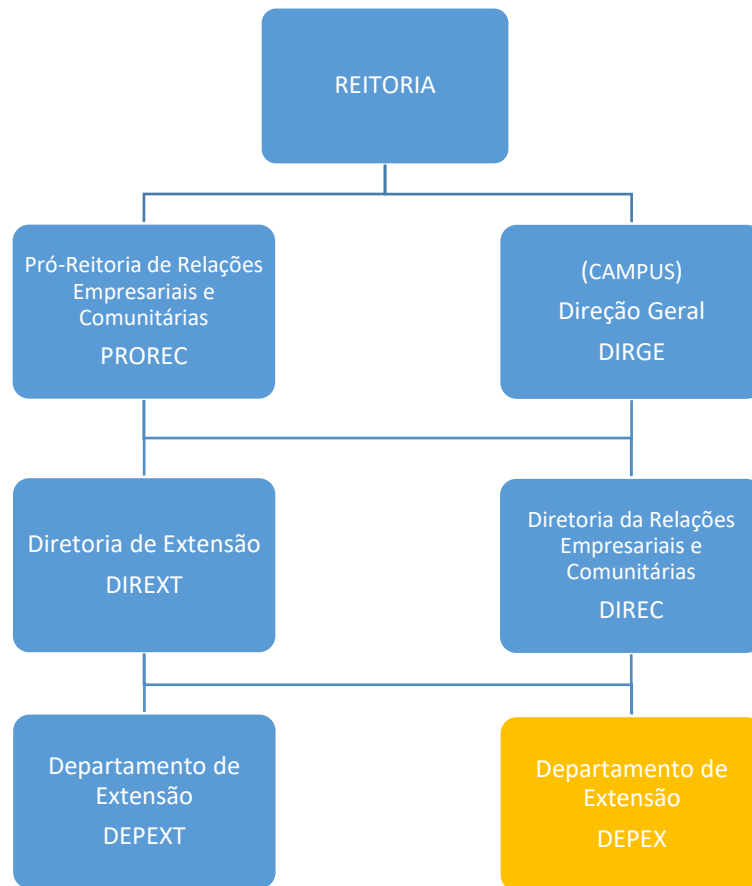 REITORIA
Pró-Reitoria de Relações
Empresariais e
Comunitárias
PROREC
(CAMPUS)
Direção Geral
DIRGE
Diretoria de Extensão
DIREXT
Diretoria da Relações
Empresariais e
Comunitárias
DIREC
Departamento de
Extensão
DEPEXT
Departamento de
Extensão
DEPEX